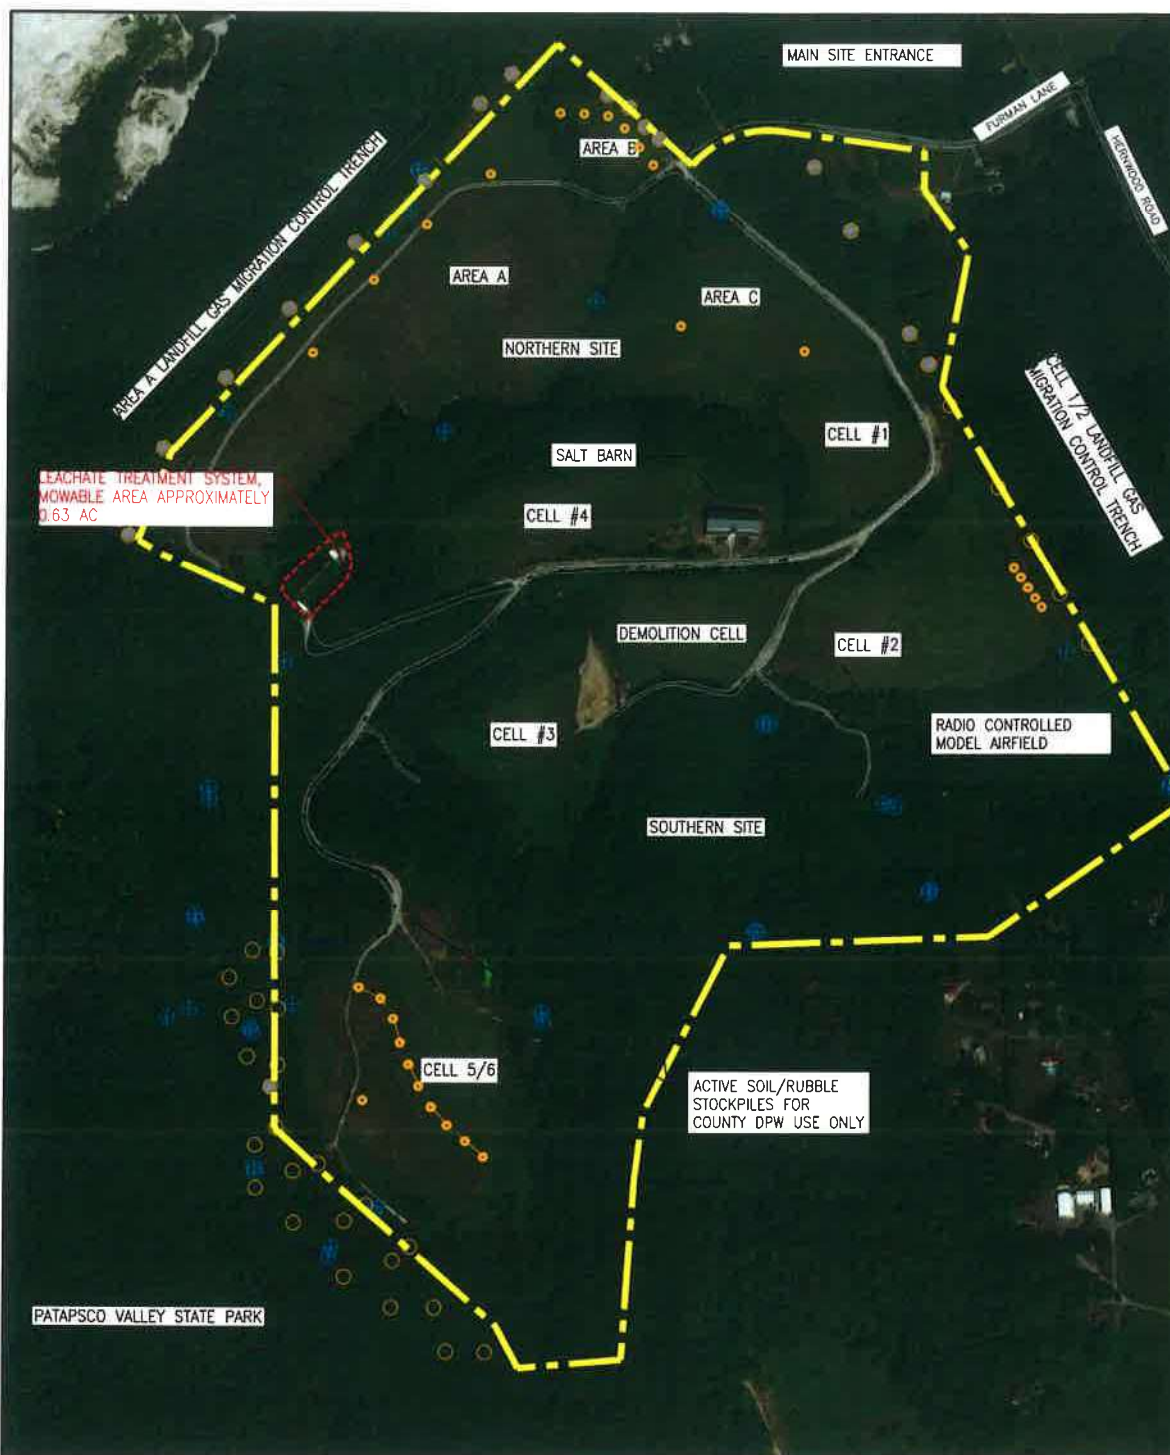 MAIN SITE ENTRANCE
FURMAN LANE
HERNWOOD ROAD
AREA B
AREA A LANDFILL GAS MIGRATION CONTROL TRENCH
AREA A
AREA C
NORTHERN SITE
CELL 1/2 LANDFILL GAS
MIGRATION CONTROL TRENCH
CELL #1
SALT BARN
LEACHATE TREATMENT SYSTEM,
MOWABLE AREA APPROXIMATELY
0.63 AC
CELL #4
DEMOLITION CELL
CELL #2
CELL #3
RADIO CONTROLLED
MODEL AIRFIELD
SOUTHERN SITE
CELL 5/6
ACTIVE SOIL/RUBBLE
STOCKPILES FOR
COUNTY DPW USE ONLY
PATAPSCO VALLEY STATE PARK